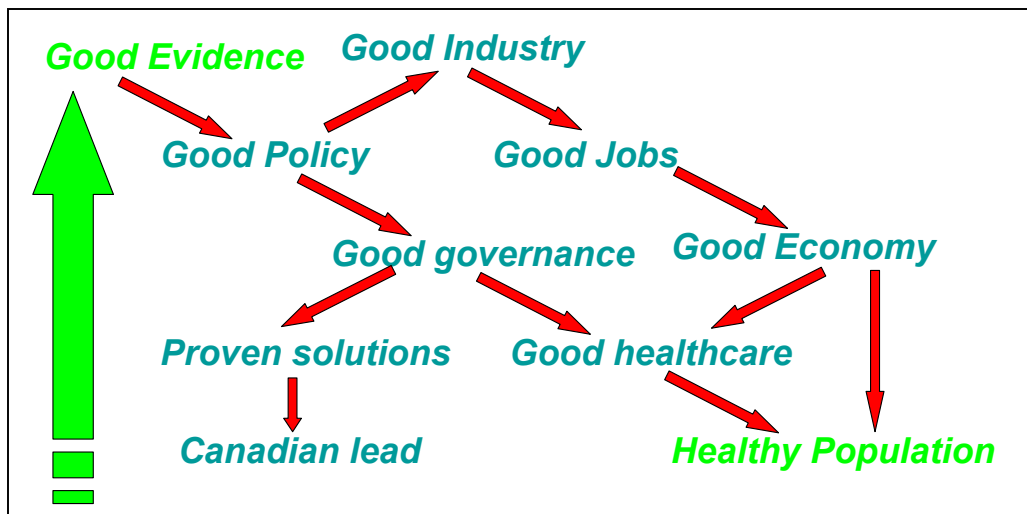 Good Evidence
Good Industry
Good Policy
Good Jobs
Good governance
Good Economy
Proven solutions
Good healthcare
Canadian lead
Healthy Population